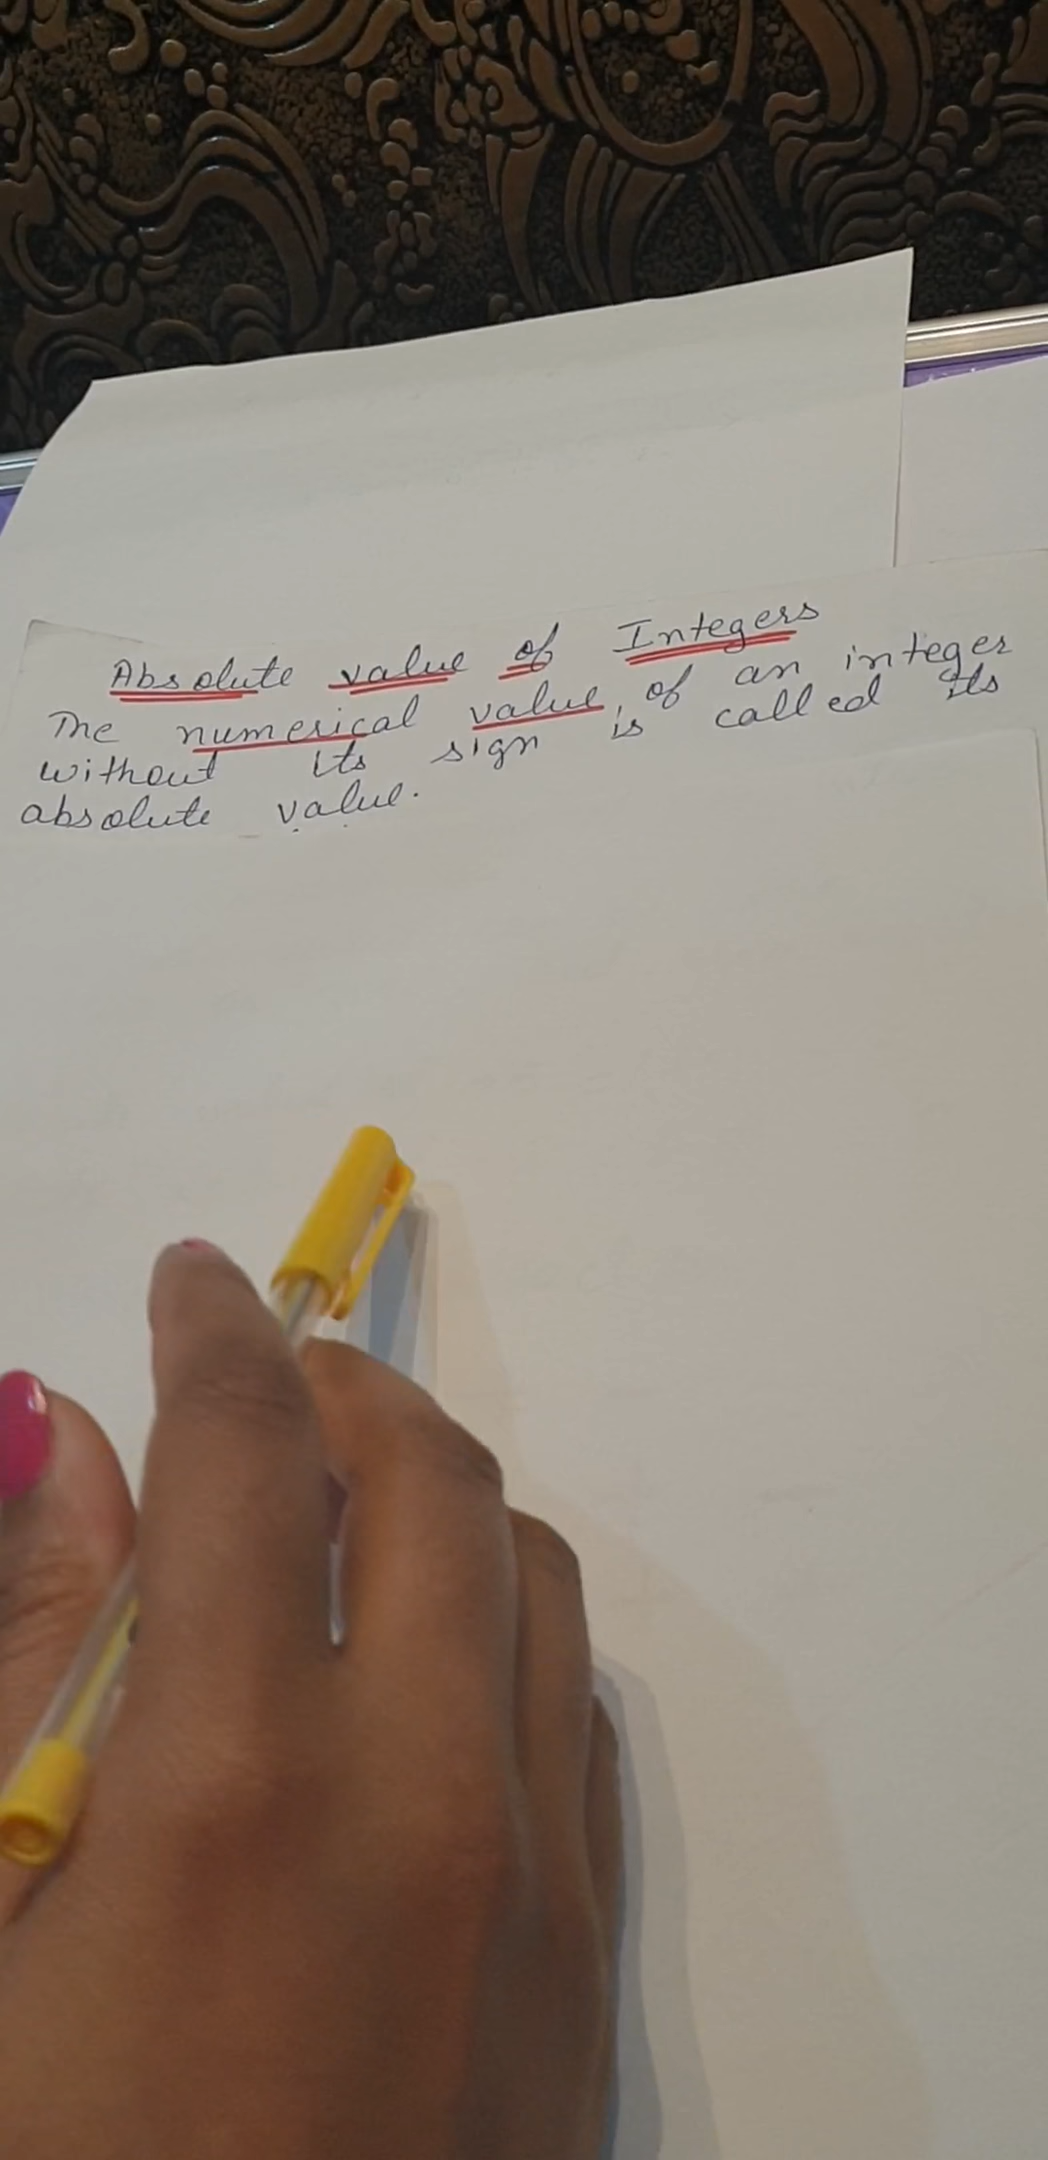 Absolute value of Integers
The numerical value, of an integer
without its sign is called its
absolute value.